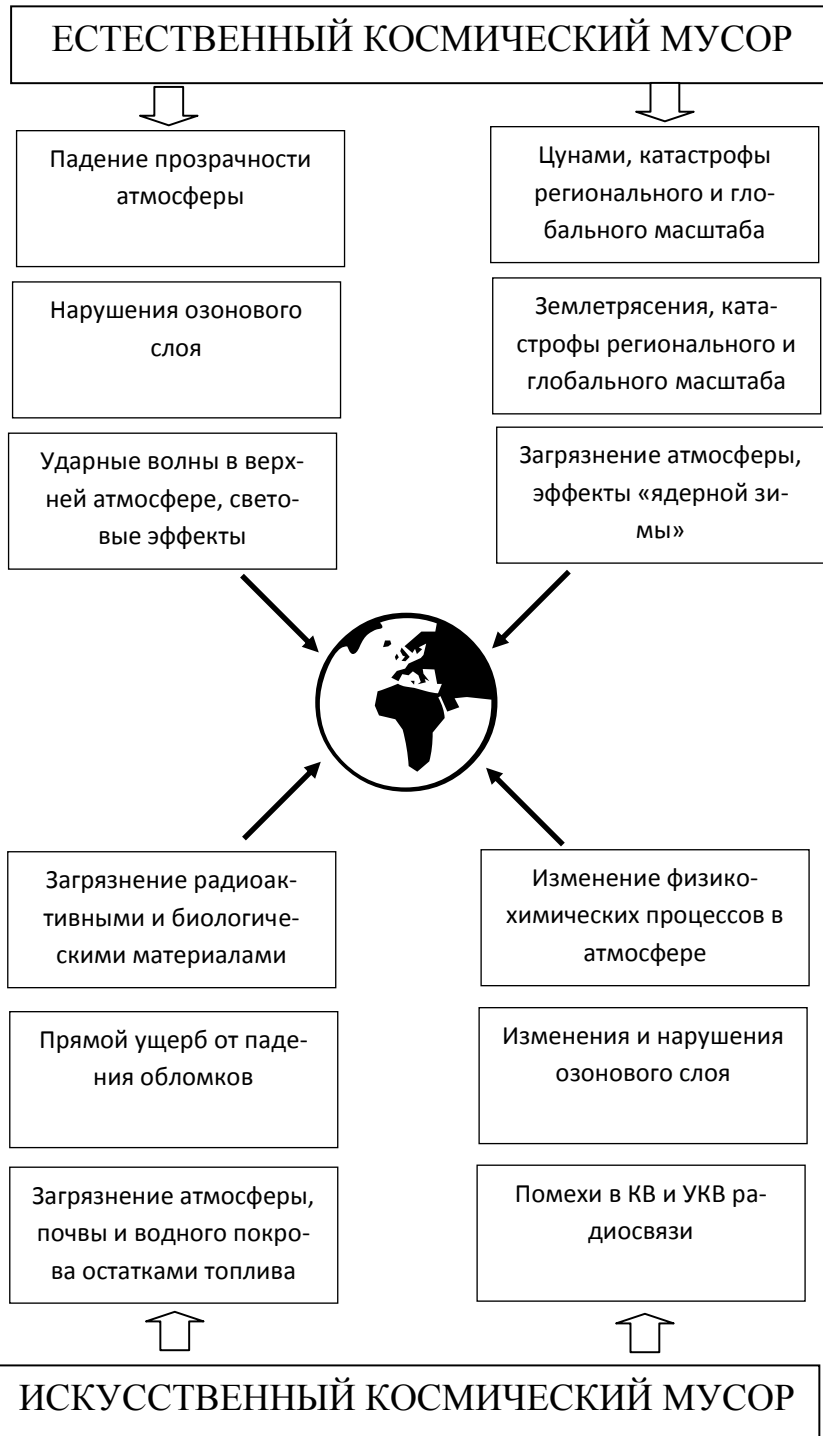 ЕСТЕСТВЕННЫЙ КОСМИЧЕСКИЙ МУСОР
Падение прозрачности
атмосферы
Цунами, катастрофы
регионального и гло-
бального масштаба
Нарушения озонового
слоя
Землетрясения, ката-
строфы регионального и
глобального масштаба
Ударные волны в верх-
ней атмосфере, свето-
вые эффекты
Загрязнение атмосферы,
эффекты «ядерной зи-
мы»
Загрязнение радиоак-
тивными и биологиче-
скими материалами
Изменение физико-
химических процессов в
атмосфере
Прямой ущерб от паде-
ния обломков
Изменения и нарушения
озонового слоя
Загрязнение атмосферы,
почвы и водного покро-
ва остатками топлива
Помехи в КВ и УКВ ра-
диосвязи
ИСКУССТВЕННЫЙ КОСМИЧЕСКИЙ МУСОР